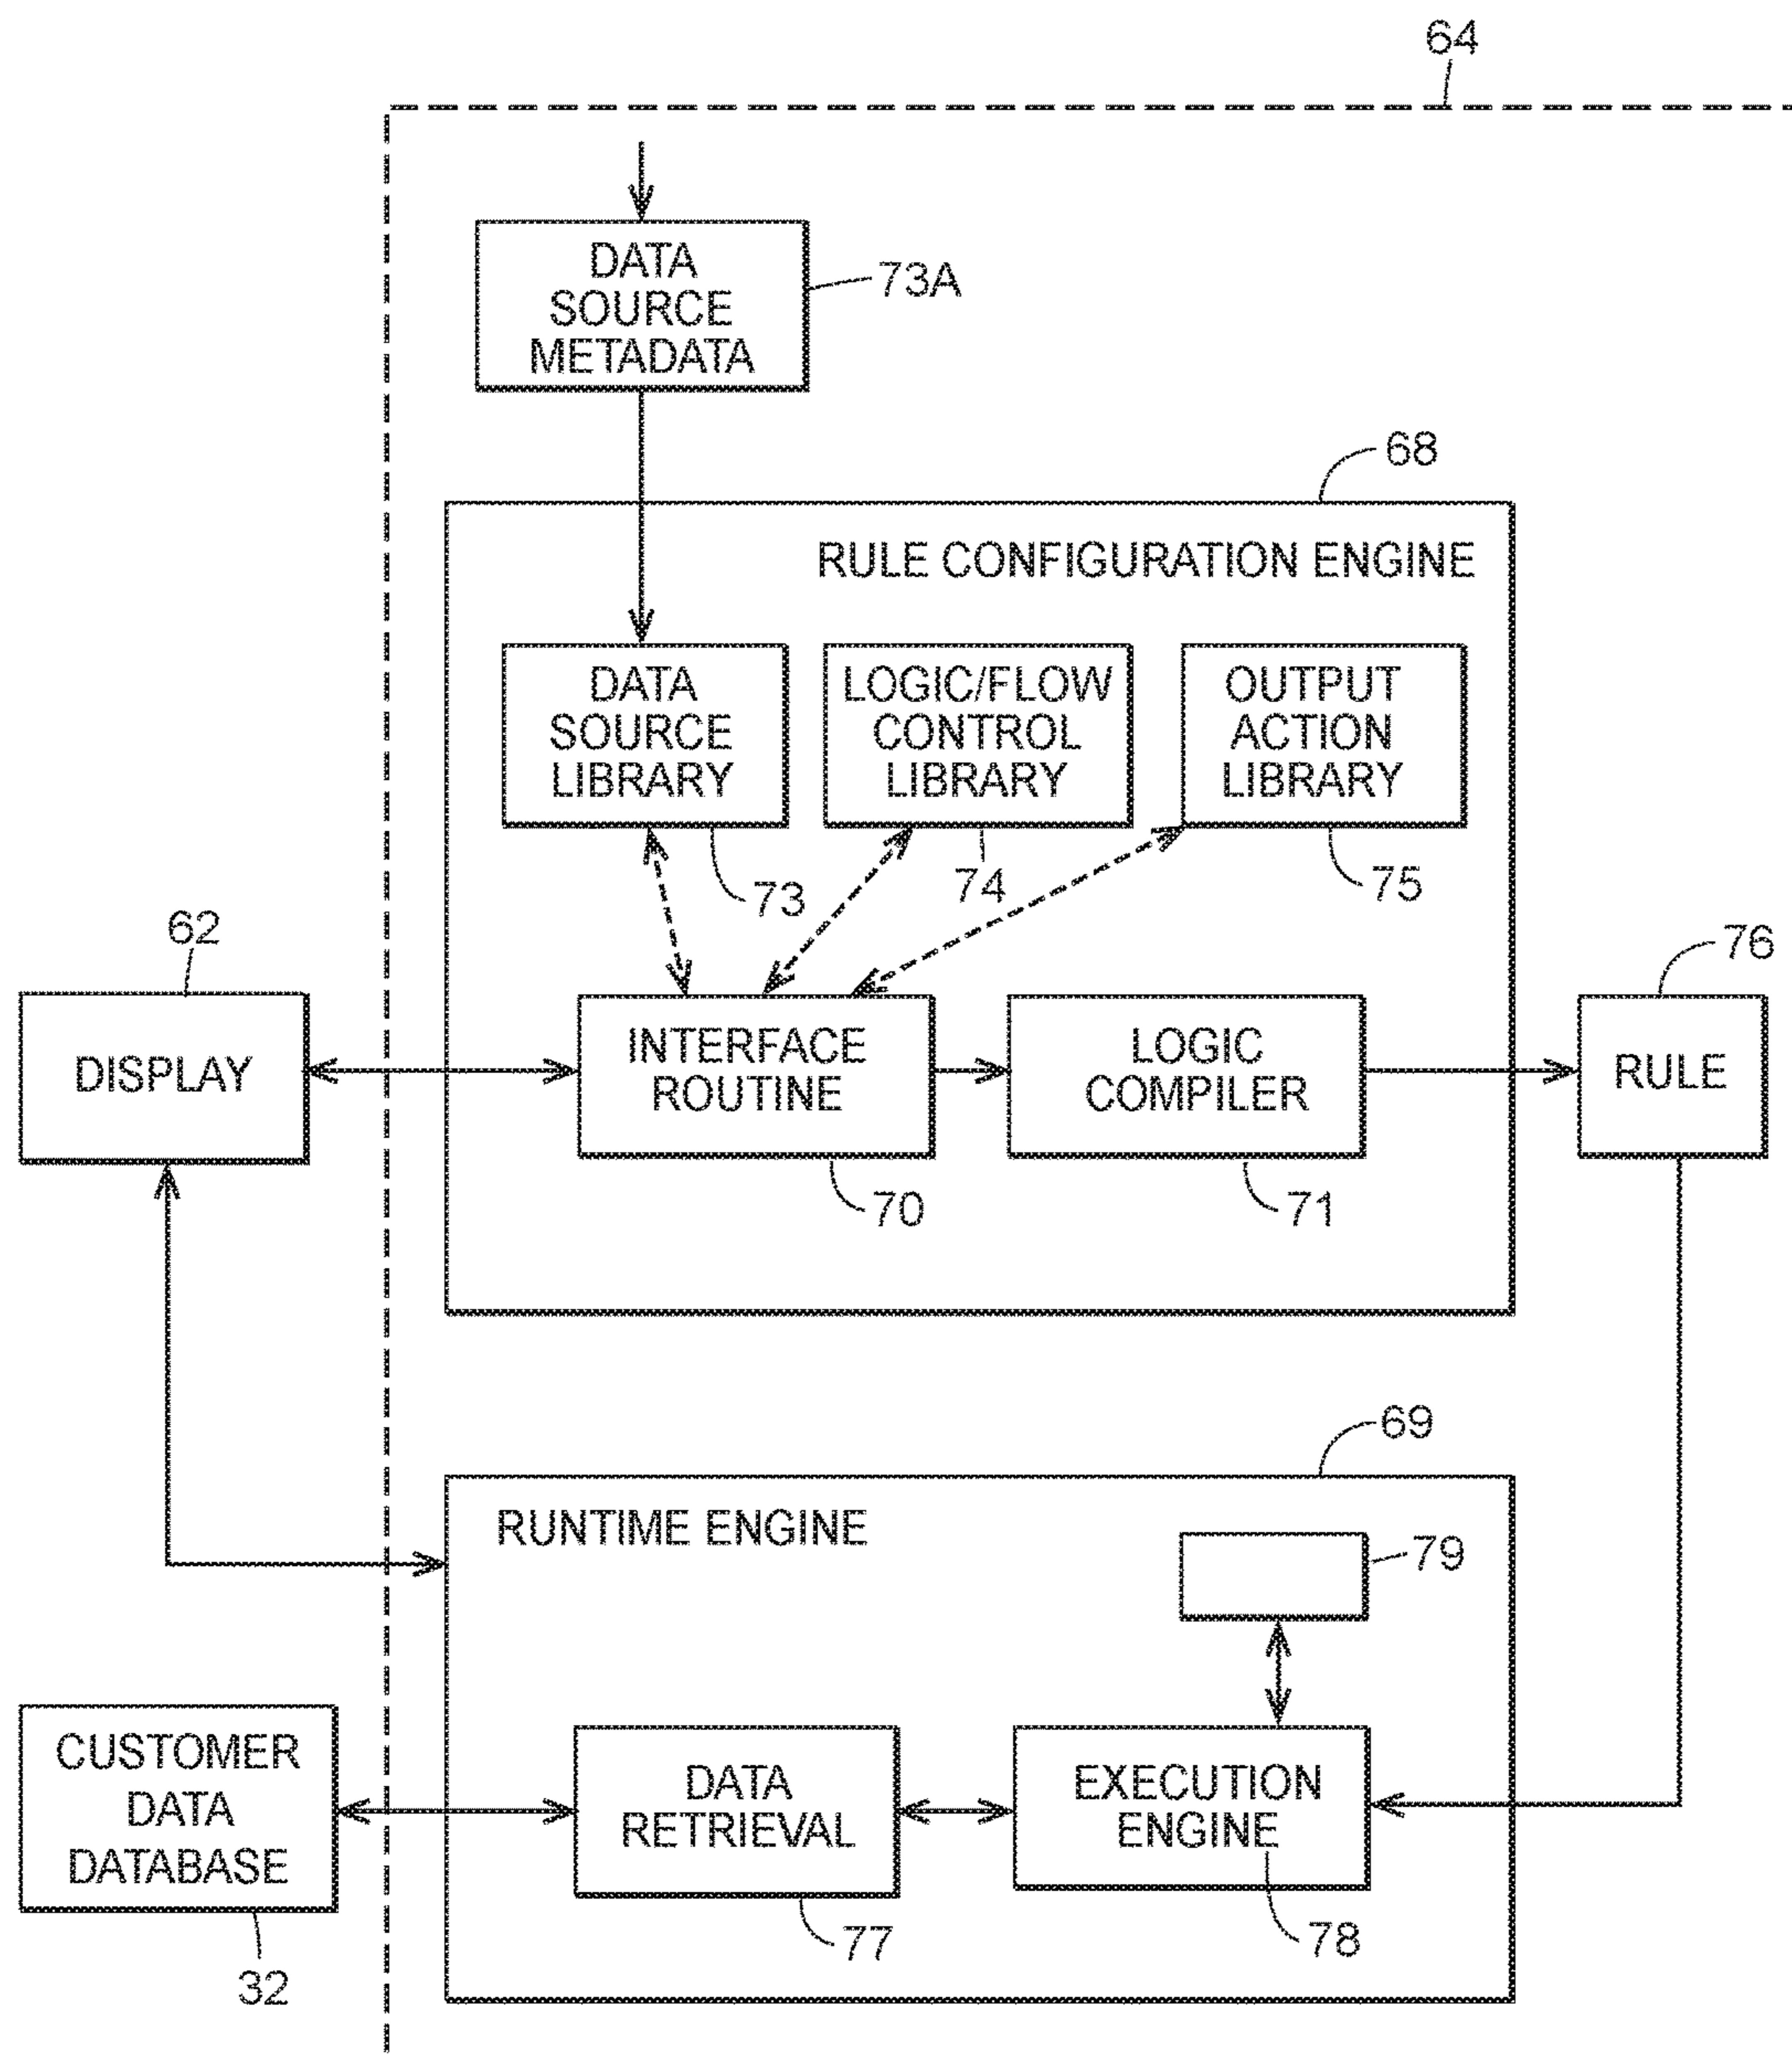 64
DATA
SOURCE
METADATA
73A
68
RULE CONFIGURATION ENGINE
DATA
SOURCE
LIBRARY
LOGIC/FLOW
CONTROL
LIBRARY
OUTPUT
ACTION
LIBRARY
73
74
75
62
76
DISPLAY
INTERFACE
ROUTINE
LOGIC
COMPILER
RULE
70
71
69
RUNTIME ENGINE
79
CUSTOMER
DATA
DATABASE
DATA
RETRIEVAL
EXECUTION
ENGINE
77
78
32